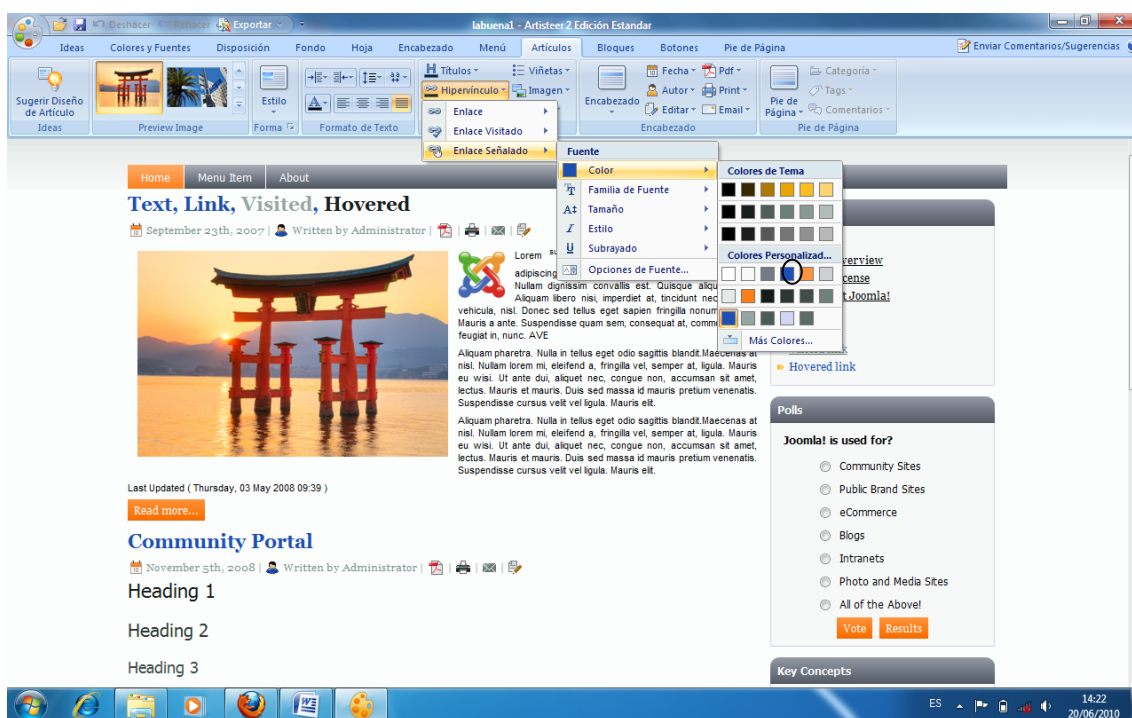 Deshacer Rehacer Exportar
labuena1 - Artisteer 2 Edición Estandar
Ideas Colores y Fuentes Disposición Fondo Hoja Encabezado Menú Artículos Bloques Botones Pie de Página Enviar Comentarios/Sugerencias
Sugerir Diseño de Artículo
Ideas
Preview Image
Estilo
Forma
Formato de Texto
Títulos Viñetas
Hipervínculo Imagen
Encabezado
Fecha Pdf
Autor Print
Editar Email
Encabezado
Pie de Página
Categoría
Tags
Comentarios
Pie de Página
Enlace
Enlace Visitado
Enlace Señalado
Fuente
Color
Familia de Fuente
Tamaño
Estilo
Subrayado
Opciones de Fuente...
Colores de Tema
Colores Personalizad...
Más Colores...
Home Menu Item About
Text, Link, Visited, Hovered
September 23th, 2007 | Written by Administrator |
Lorem
adipiscing
Nullam dignissim convallis est. Quisque aliqu
Aliquam libero nisi, imperdiet at, tincidunt nec
vehicula, nisl. Donec sed tellus eget sapien fringilla nonum
Mauris a ante. Suspendisse quam sem, consequat at, comm
feugiat in, nunc. AVE
Aliquam pharetra. Nulla in tellus eget odio sagittis blandit.Maecenas at
nisl. Nullam lorem mi, eleifend a, fringilla vel, semper at, ligula. Mauris
eu wisi. Ut ante dui, aliquet nec, congue non, accumsan sit amet,
lectus. Mauris et mauris. Duis sed massa id mauris pretium venenatis.
Suspendisse cursus velit vel ligula. Mauris elit.
Aliquam pharetra. Nulla in tellus eget odio sagittis blandit.Maecenas at
nisl. Nullam lorem mi, eleifend a, fringilla vel, semper at, ligula. Mauris
eu wisi. Ut ante dui, aliquet nec, congue non, accumsan sit amet,
lectus. Mauris et mauris. Duis sed massa id mauris pretium venenatis.
Suspendisse cursus velit vel ligula. Mauris elit.
Last Updated ( Thursday, 03 May 2008 09:39 )
Read more...
Community Portal
November 5th, 2008 | Written by Administrator |
Heading 1
Heading 2
Heading 3
verview
cense
t Joomla!
Hovered link
Polls
Joomla! is used for?
Community Sites
Public Brand Sites
eCommerce
Blogs
Intranets
Photo and Media Sites
All of the Above!
Vote Results
Key Concepts
ES
14:22
20/06/2010